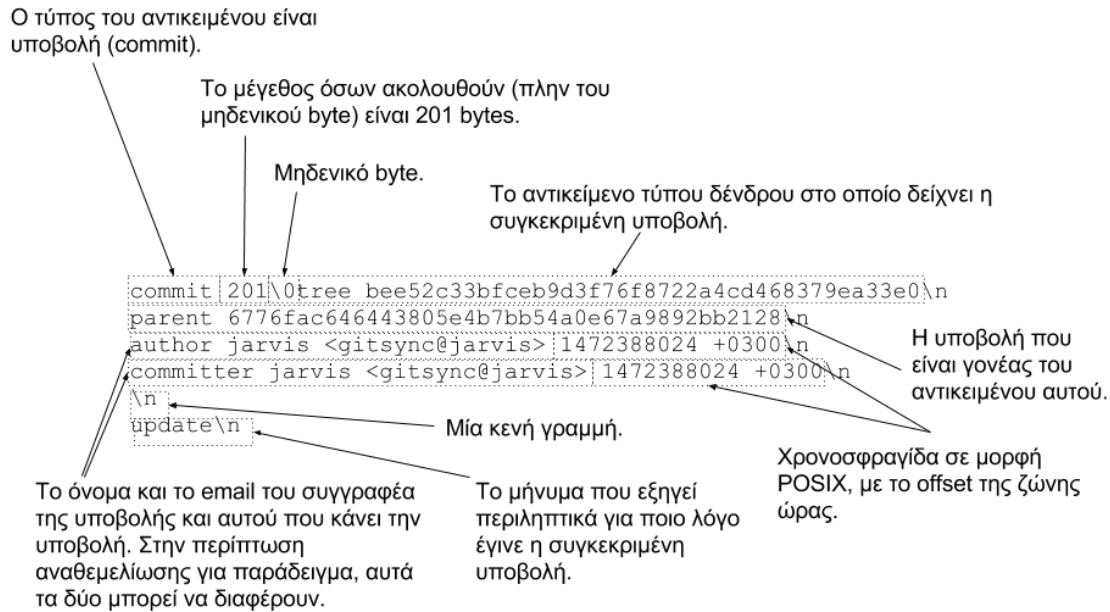 Ο τύπος του αντικειμένου είναι
υποβολή (commit).
Το μέγεθος όσων ακολουθούν (πλην του
μηδενικού byte) είναι 201 bytes.
Μηδενικό byte.
Το αντικείμενο τύπου δένδρου στο οποίο δείχνει η
συγκεκριμένη υποβολή.
commit 201\0tree bee52c33bfceb9d3f76f8722a4cd468379ea33e0\n
parent 6776fac646443805e4b7bb54a0e67a9892bb2128\n
author jarvis <gitsync@jarvis> 1472388024 +0300\n
committer jarvis <gitsync@jarvis> 1472388024 +0300\n
\n
update\n
Η υποβολή που
είναι γονέας του
αντικειμένου αυτού.
Μία κενή γραμμή.
Χρονοσφραγίδα σε μορφή
POSIX, με το offset της ζώνης
ώρας.
Το όνομα και το email του συγγραφέα
της υποβολής και αυτού που κάνει την
υποβολή. Στην περίπτωση
αναθεμελίωσης για παράδειγμα, αυτά
τα δύο μπορεί να διαφέρουν.
Το μήνυμα που εξηγεί
περιληπτικά για ποιο λόγο
έγινε η συγκεκριμένη
υποβολή.